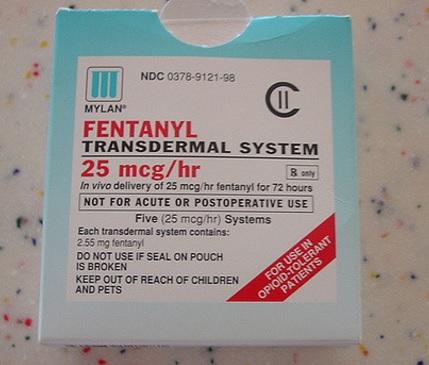 NDC 0378-9121-98
MYLAN®
CII
FENTANYL
TRANSDERMAL SYSTEM
25 mcg/hr
Rx only
In vivo delivery of 25 mcg/hr fentanyl for 72 hours
NOT FOR ACUTE OR POSTOPERATIVE USE
Five (25 mcg/hr) Systems
Each transdermal system contains:
2.55 mg fentanyl
DO NOT USE IF SEAL ON POUCH
IS BROKEN
KEEP OUT OF REACH OF CHILDREN
AND PETS
FOR USE IN
OPIOID-TOLERANT
PATIENTS